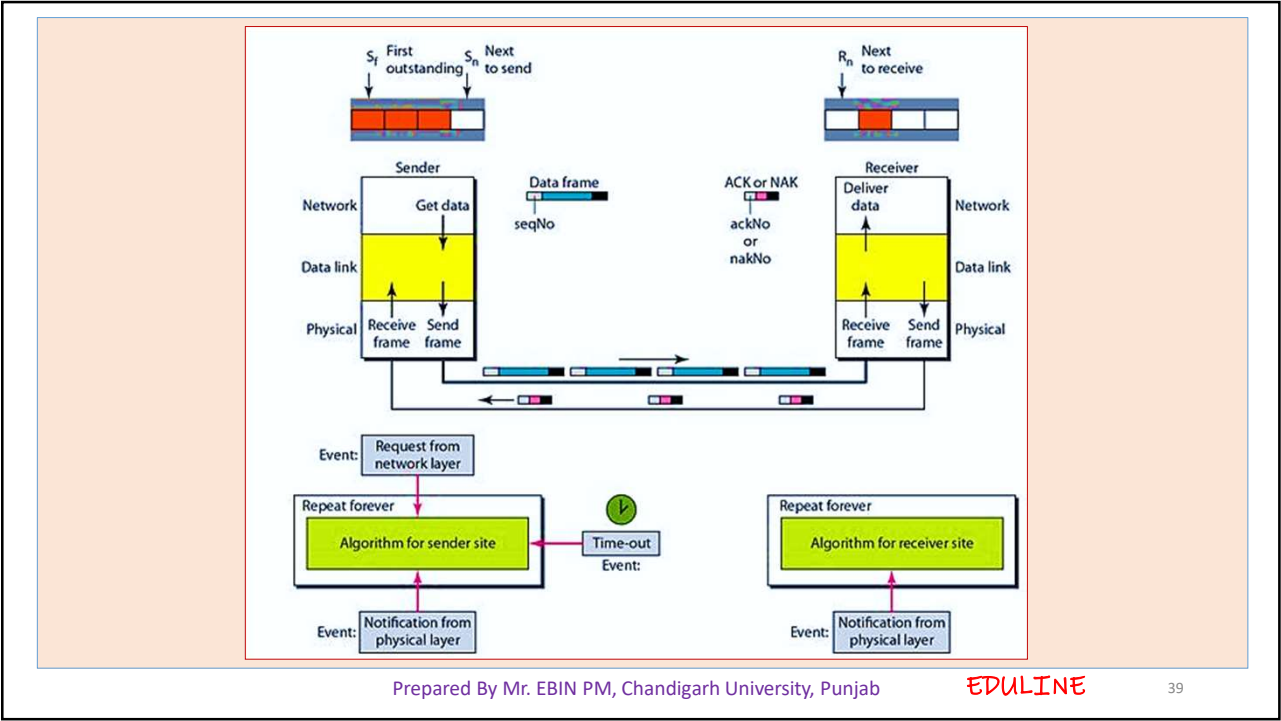 Sf First outstanding
Sn Next to send
Rn Next to receive
Sender
Receiver
Network
Get data
Data frame
seqNo
ACK or NAK
ackNo
or
nakNo
Deliver
data
Network
Data link
Data link
Physical
Receive
frame
Send
frame
Receive
frame
Send
frame
Physical
Event:
Request from
network layer
Repeat forever
Algorithm for sender site
Time-out
Event:
Event:
Notification from
physical layer
Repeat forever
Algorithm for receiver site
Event:
Notification from
physical layer
Prepared By Mr. EBIN PM, Chandigarh University, Punjab
EDULINE
39